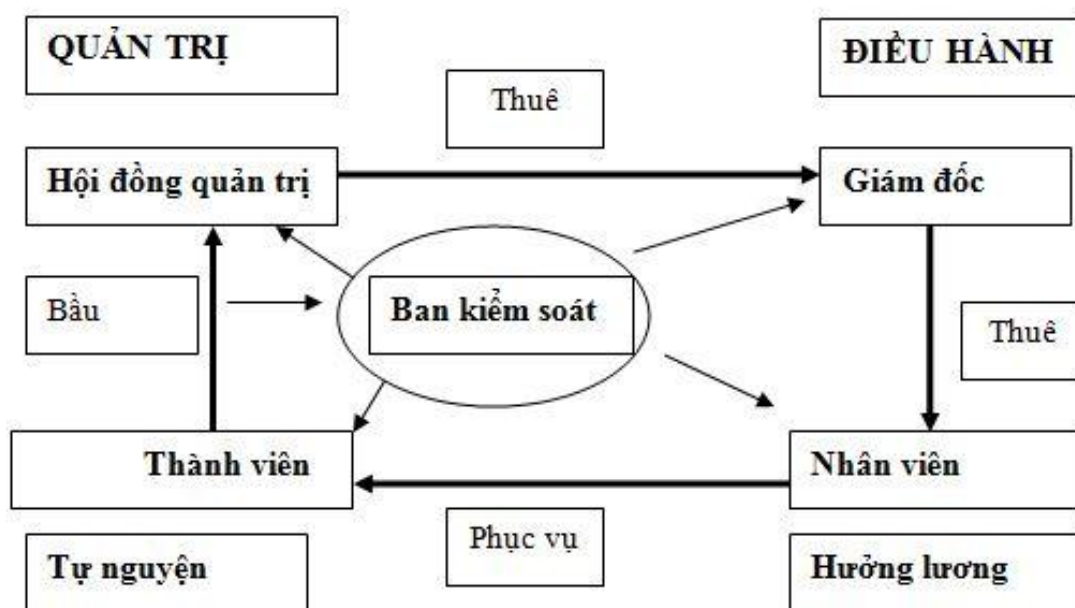 QUẢN TRỊ
ĐIỀU HÀNH
Thuê
Hội đồng quản trị
Giám đốc
Bầu
Ban kiểm soát
Thuê
Thành viên
Nhân viên
Phục vụ
Tự nguyện
Hưởng lương